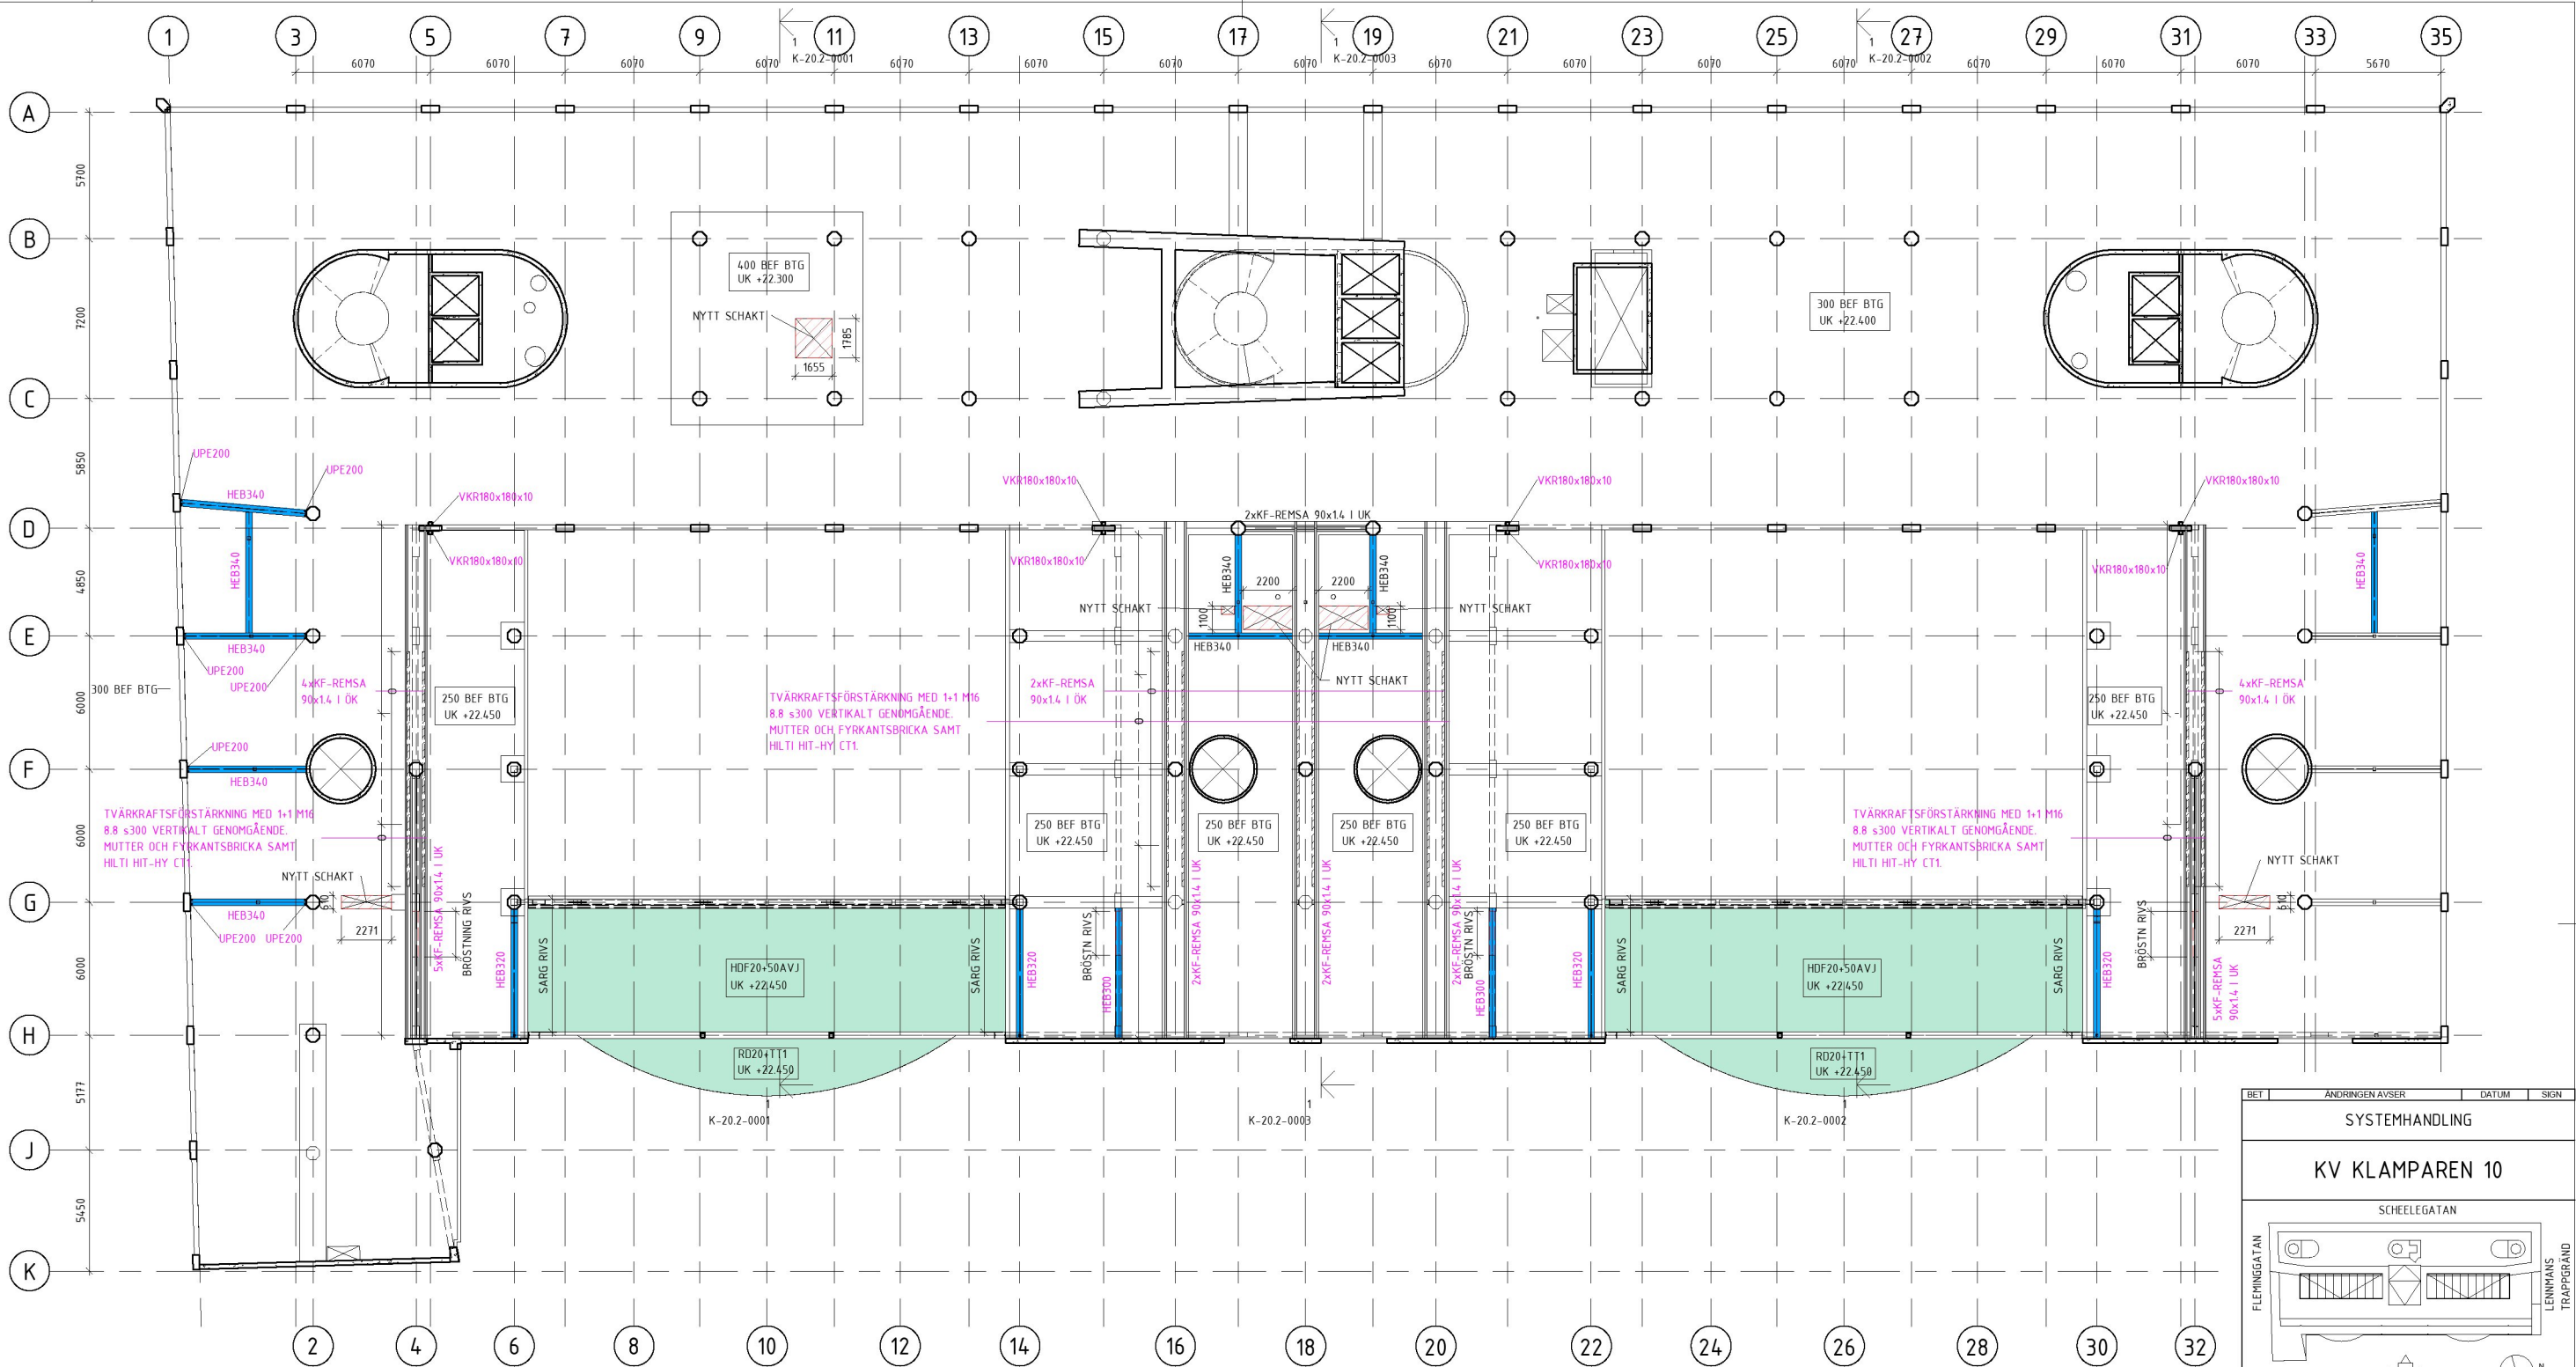 1 3 5 7 9 11 13 15 17 19 21 23 25 27 29 31 33 35
1 1 1
K-20.2-0001 K-20.2-0003 K-20.2-0002
6070 6070 6070 6070 6070 6070 6070 6070 6070 6070 6070 6070 6070 6070 6070 6070 5670
A
5700
B
400 BEF BTG
UK +22.300
NYTT SCHAKT
1785
1655
300 BEF BTG
UK +22.400
7200
C
5850
UPE200
UPE200
HEB340
VKR180x180x10
VKR180x180x10
VKR180x180x10
VKR180x180x10
D
2xKF-REMSA 90x1.4 I UK
VKR180x180x10
VKR180x180x10
VKR180x180x10
VKR180x180x10
HEB340
HEB340
HEB340
HEB340
4850
2200
2200
1100
1100
NYTT SCHAKT
NYTT SCHAKT
E
HEB340
HEB340
HEB340
UPE200
UPE200
NYTT SCHAKT
300 BEF BTG
6000
4xKF-REMSA
90x1.4 I ÖK
250 BEF BTG
UK +22.450
TVÄRKRAFTSFÖRSTÄRKNING MED 1+1 M16
8.8 s300 VERTIKALT GENOMGÅENDE.
MUTTER OCH FYRKANTSBRICKA SAMT
HILTI HIT-HY CT1.
2xKF-REMSA
90x1.4 I ÖK
250 BEF BTG
UK +22.450
4xKF-REMSA
90x1.4 I ÖK
UPE200
F
HEB340
TVÄRKRAFTSFÖRSTÄRKNING MED 1+1 M16
8.8 s300 VERTIKALT GENOMGÅENDE.
MUTTER OCH FYRKANTSBRICKA SAMT
HILTI HIT-HY CT1.
6000
250 BEF BTG
UK +22.450
250 BEF BTG
UK +22.450
250 BEF BTG
UK +22.450
250 BEF BTG
UK +22.450
TVÄRKRAFTSFÖRSTÄRKNING MED 1+1 M16
8.8 s300 VERTIKALT GENOMGÅENDE.
MUTTER OCH FYRKANTSBRICKA SAMT
HILTI HIT-HY CT1.
NYTT SCHAKT
NYTT SCHAKT
G
HEB340
UPE200 UPE200
610
2271
5xKF-REMSA 90x1.4 I UK
BRÖSTNING RIVS
HEB320
SARG RIVS
HDF20+50AVJ
UK +22.450
SARG RIVS
HEB320
BRÖSTN RIVS
HEB300
2xKF-REMSA 90x1.4 I UK
2xKF-REMSA 90x1.4 I UK
2xKF-REMSA 90x1.4 I UK
BRÖSTN RIVS
HEB300
HEB320
SARG RIVS
HDF20+50AVJ
UK +22.450
SARG RIVS
HEB320
BRÖSTN RIVS
5xKF-REMSA
90x1.4 I UK
610
2271
6000
H
RD20+TT1
UK +22.450
RD20+TT1
UK +22.450
5177
1 1 1
K-20.2-0001 K-20.2-0003 K-20.2-0002
J
5450
K
2 4 6 8 10 12 14 16 18 20 22 24 26 28 30 32
BET ÄNDRINGEN AVSER DATUM SIGN
SYSTEMHANDLING
KV KLAMPAREN 10
SCHEELEGATAN
FLEMINGGATAN
LENNMANS
TRAPPGRÄND
N